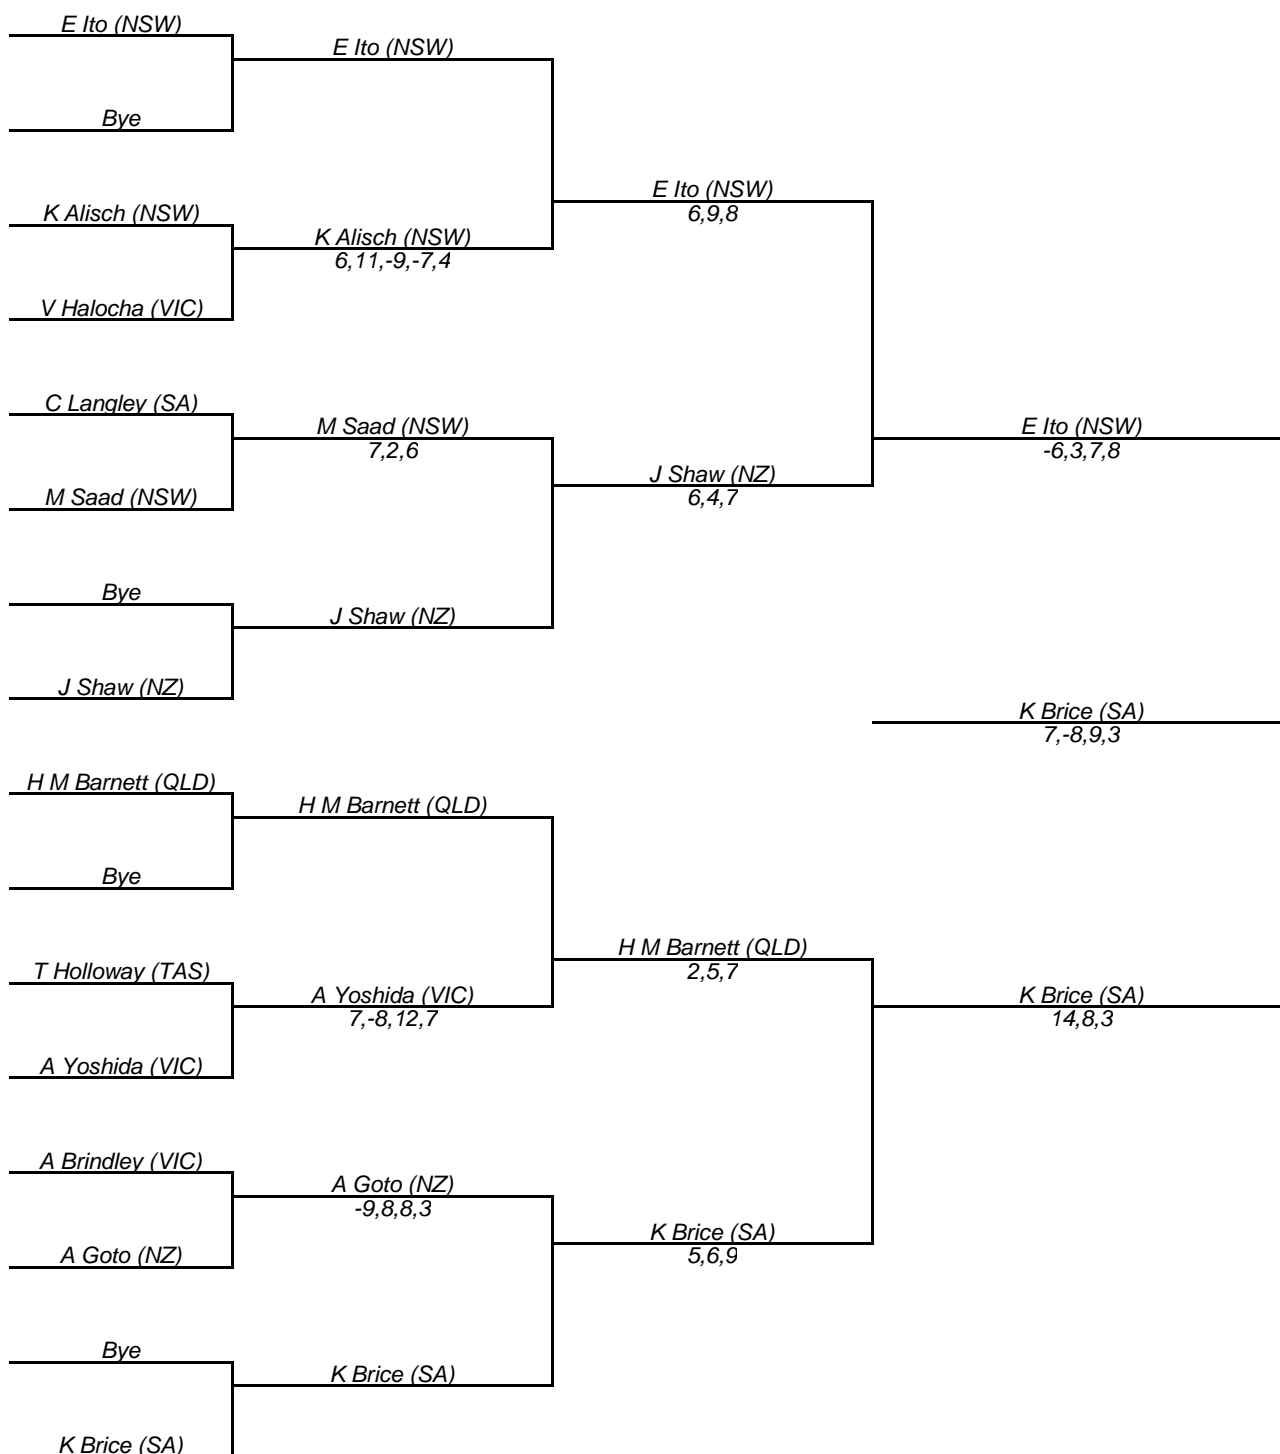 E Ito (NSW)
E Ito (NSW)
Bye
E Ito (NSW)
6,9,8
K Alisch (NSW)
K Alisch (NSW)
6,11,-9,-7,4
V Halocha (VIC)
C Langley (SA)
M Saad (NSW)
7,2,6
E Ito (NSW)
-6,3,7,8
J Shaw (NZ)
6,4,7
M Saad (NSW)
Bye
J Shaw (NZ)
J Shaw (NZ)
K Brice (SA)
7,-8,9,3
H M Barnett (QLD)
H M Barnett (QLD)
Bye
H M Barnett (QLD)
2,5,7
T Holloway (TAS)
A Yoshida (VIC)
7,-8,12,7
K Brice (SA)
14,8,3
A Yoshida (VIC)
A Brindley (VIC)
A Goto (NZ)
-9,8,8,3
K Brice (SA)
5,6,9
A Goto (NZ)
Bye
K Brice (SA)
K Brice (SA)